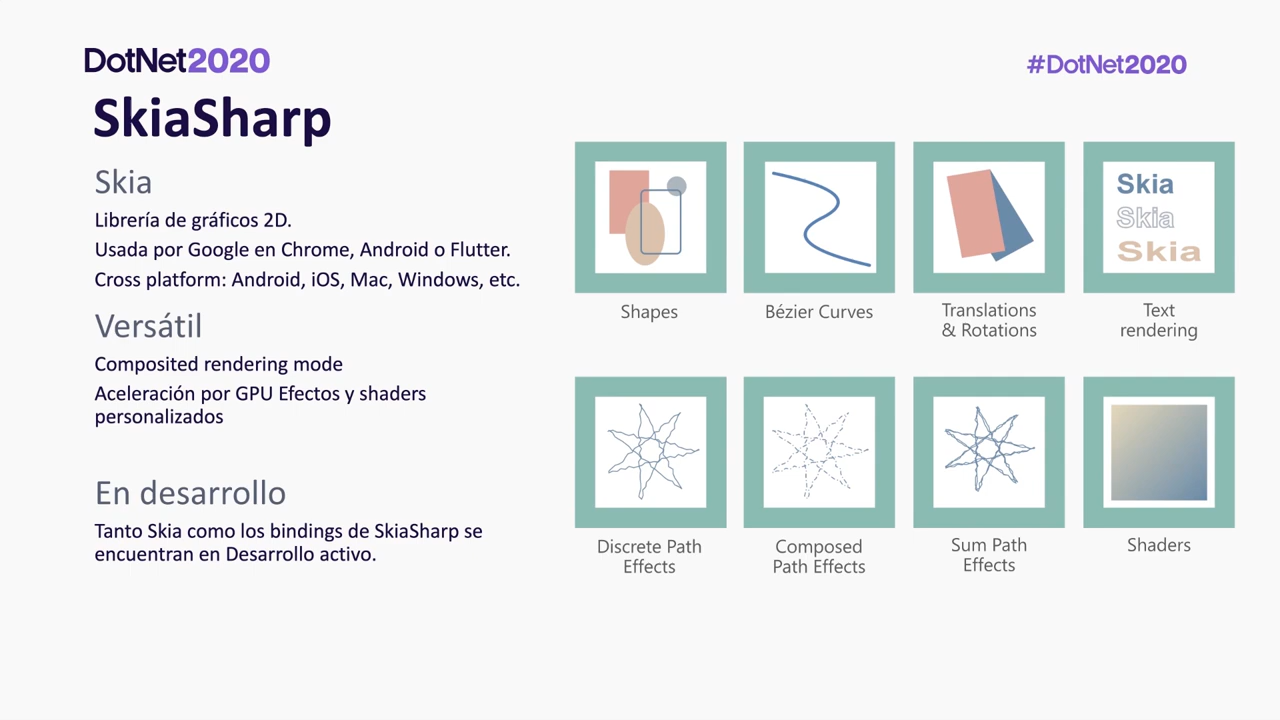 DotNet2020
#DotNet2020
SkiaSharp
Skia
Librería de gráficos 2D.
Usada por Google en Chrome, Android o Flutter.
Cross platform: Android, iOS, Mac, Windows, etc.
Versátil
Composited rendering mode
Aceleración por GPU Efectos y shaders
personalizados
En desarrollo
Tanto Skia como los bindings de SkiaSharp se
encuentran en Desarrollo activo.
Skia
Skia
Skia
Shapes
Bézier Curves
Translations
& Rotations
Text
rendering
Discrete Path
Effects
Composed
Path Effects
Sum Path
Effects
Shaders